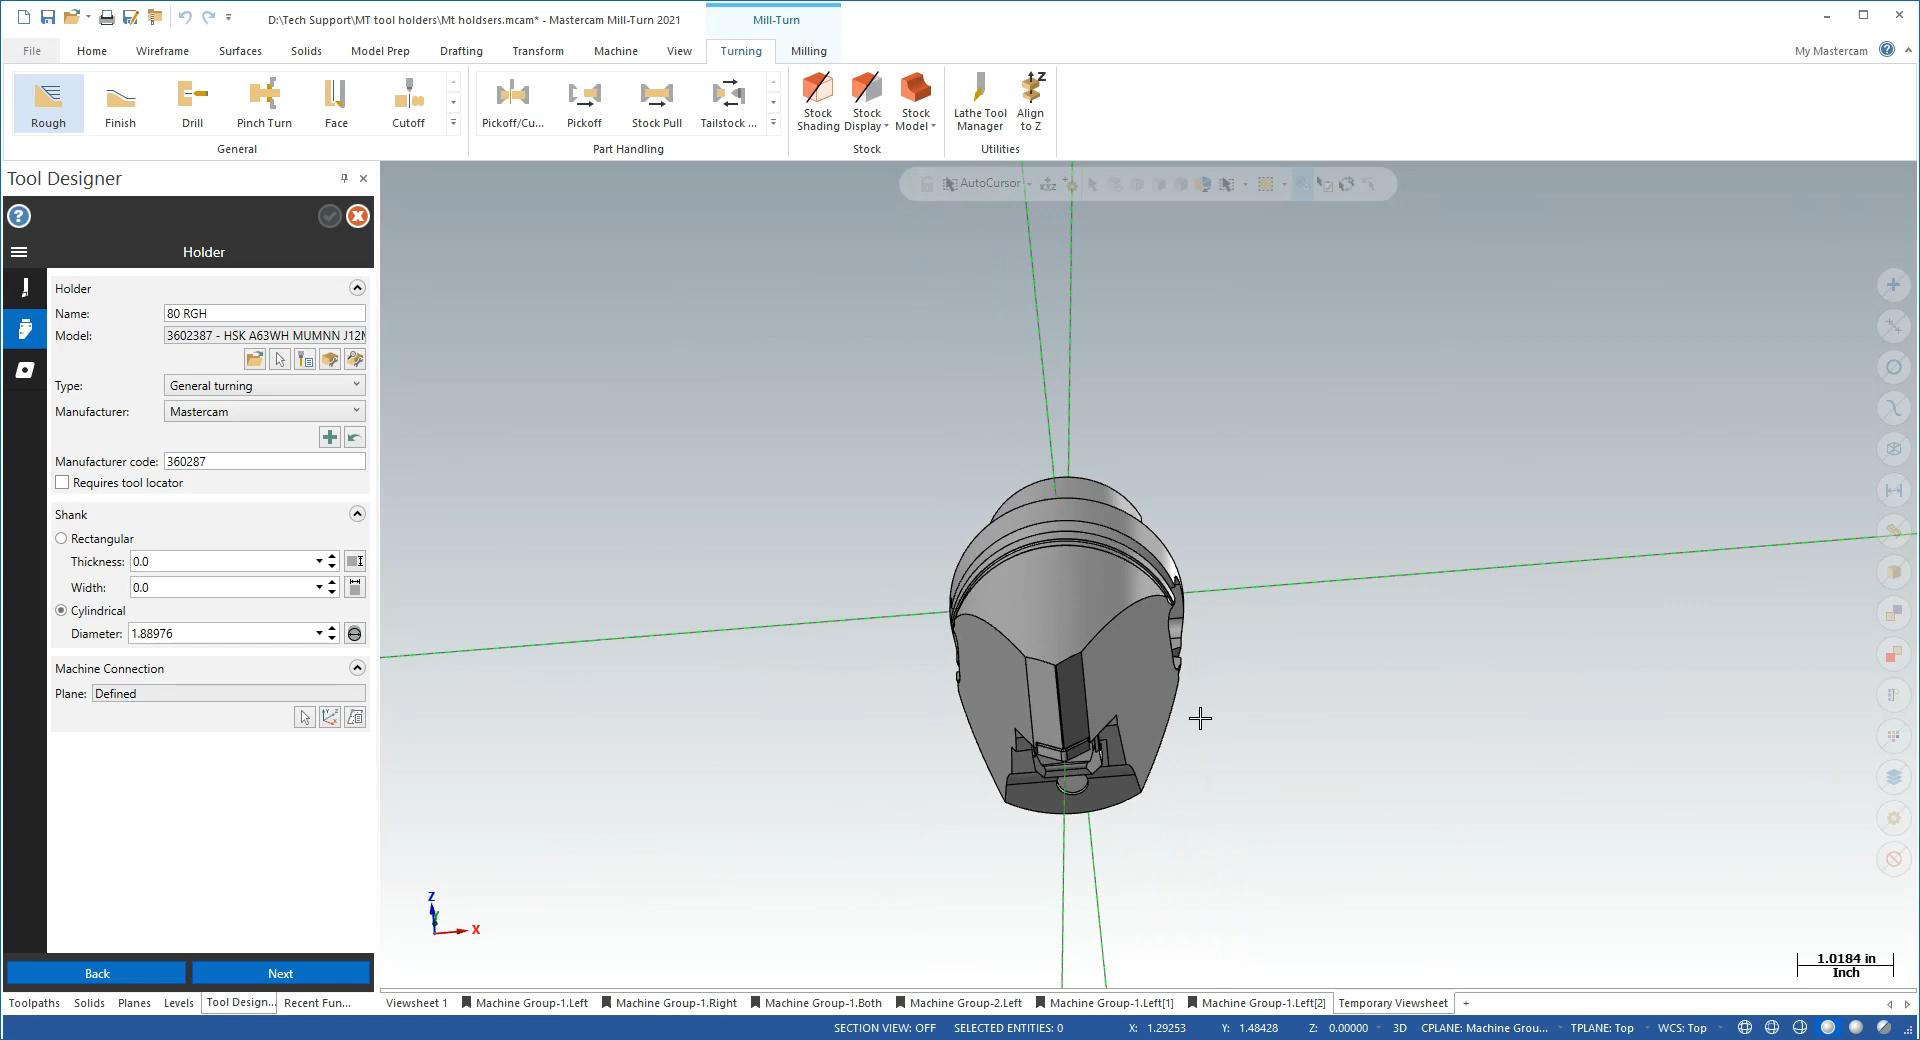 D:\Tech Support\MT tool holders\Mt holdsers.mcam* - Mastercam Mill-Turn 2021
Mill-Turn
File Home Wireframe Surfaces Solids Model Prep Drafting Transform Machine View Turning Milling My Mastercam
Rough Finish Drill Pinch Turn Face Cutoff Pickoff/Cu... Pickoff Stock Pull Tailstock ...
Stock Shading
Stock Display
Stock Model
Lathe Tool Manager
Align to Z
General Part Handling Stock Utilities
Tool Designer
AutoCursor
Holder
Holder
Name: 80 RGH
Model: 3602387 - HSK A63WH MUMNN J12M
Type: General turning
Manufacturer: Mastercam
Manufacturer code: 360287
Requires tool locator
Shank
Rectangular
Thickness: 0.0
Width: 0.0
Cylindrical
Diameter: 1.88976
Machine Connection
Plane: Defined
Z
X
1.0184 in
Inch
Back Next
Toolpaths Solids Planes Levels Tool Design... Recent Fun...
Viewsheet 1 Machine Group-1.Left Machine Group-1.Right Machine Group-1.Both Machine Group-2.Left Machine Group-1.Left[1] Machine Group-1.Left[2] Temporary Viewsheet +
SECTION VIEW: OFF SELECTED ENTITIES: 0 X: 1.29253 Y: 1.48428 Z: 0.00000 3D CPLANE: Machine Grou... TPLANE: Top WCS: Top